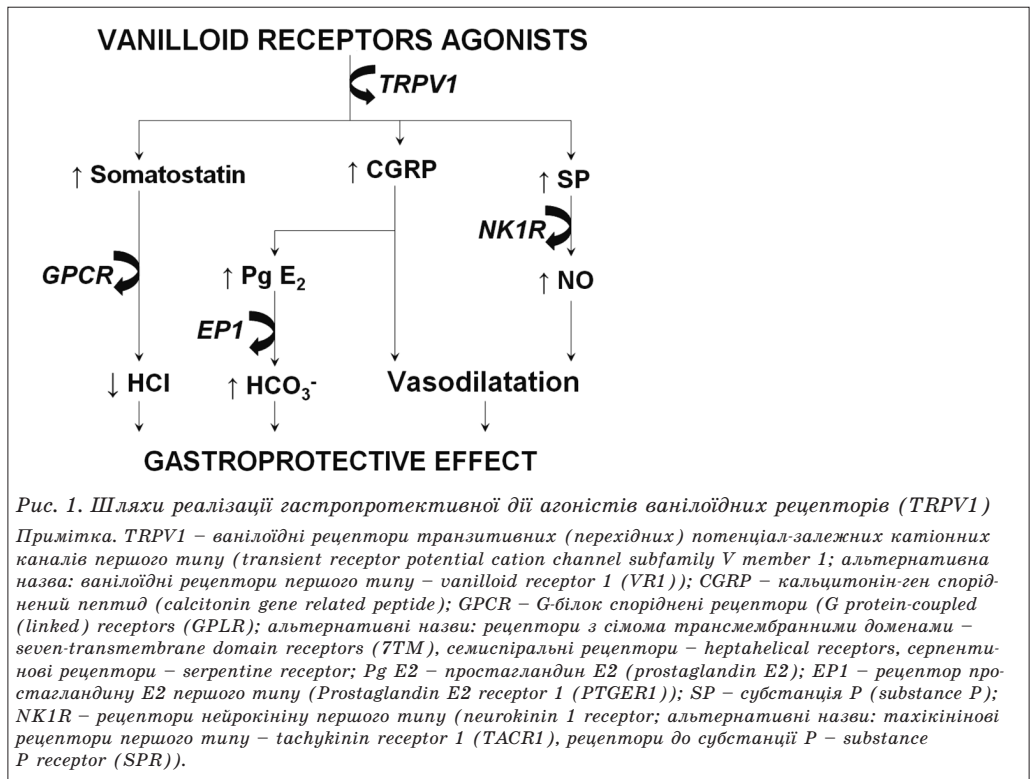 VANILLOID RECEPTORS AGONISTS
TRPV1
↑ Somatostatin
↑ CGRP
↑ SP
NK1R
GPCR
↑ Pg E₂
↑ NO
EP1
↓ HCl
↑ HCO₃⁻
Vasodilatation
GASTROPROTECTIVE EFFECT
Рис. 1. Шляхи реалізації гастропротективної дії агоністів ванілоїдних рецепторів (TRPV1)
Примітка. TRPV1 – ванілоїдні рецептори транзитивних (перехідних) потенціал-залежних катіонних
каналів першого типу (transient receptor potential cation channel subfamily V member 1; альтернативна
назва: ванілоїдні рецептори першого типу – vanilloid receptor 1 (VR1)); CGRP – кальцитонін-ген спорід-
нений пептид (calcitonin gene related peptide); GPCR – G-білок споріднені рецептори (G protein-coupled
(linked) receptors (GPLR); альтернативні назви: рецептори з сімома трансмембранними доменами –
seven-transmembrane domain receptors (7TM), семиспіральні рецептори – heptahelical receptors, серпенти-
нові рецептори – serpentine receptor; Pg E2 – простагландин E2 (prostaglandin E2); EP1 – рецептор про-
стагландину E2 першого типу (Prostaglandin E2 receptor 1 (PTGER1)); SP – субстанція P (substance P);
NK1R – рецептори нейрокініну першого типу (neurokinin 1 receptor; альтернативні назви: тахікінінові
рецептори першого типу – tachykinin receptor 1 (TACR1), рецептори до субстанції P – substance
P receptor (SPR)).